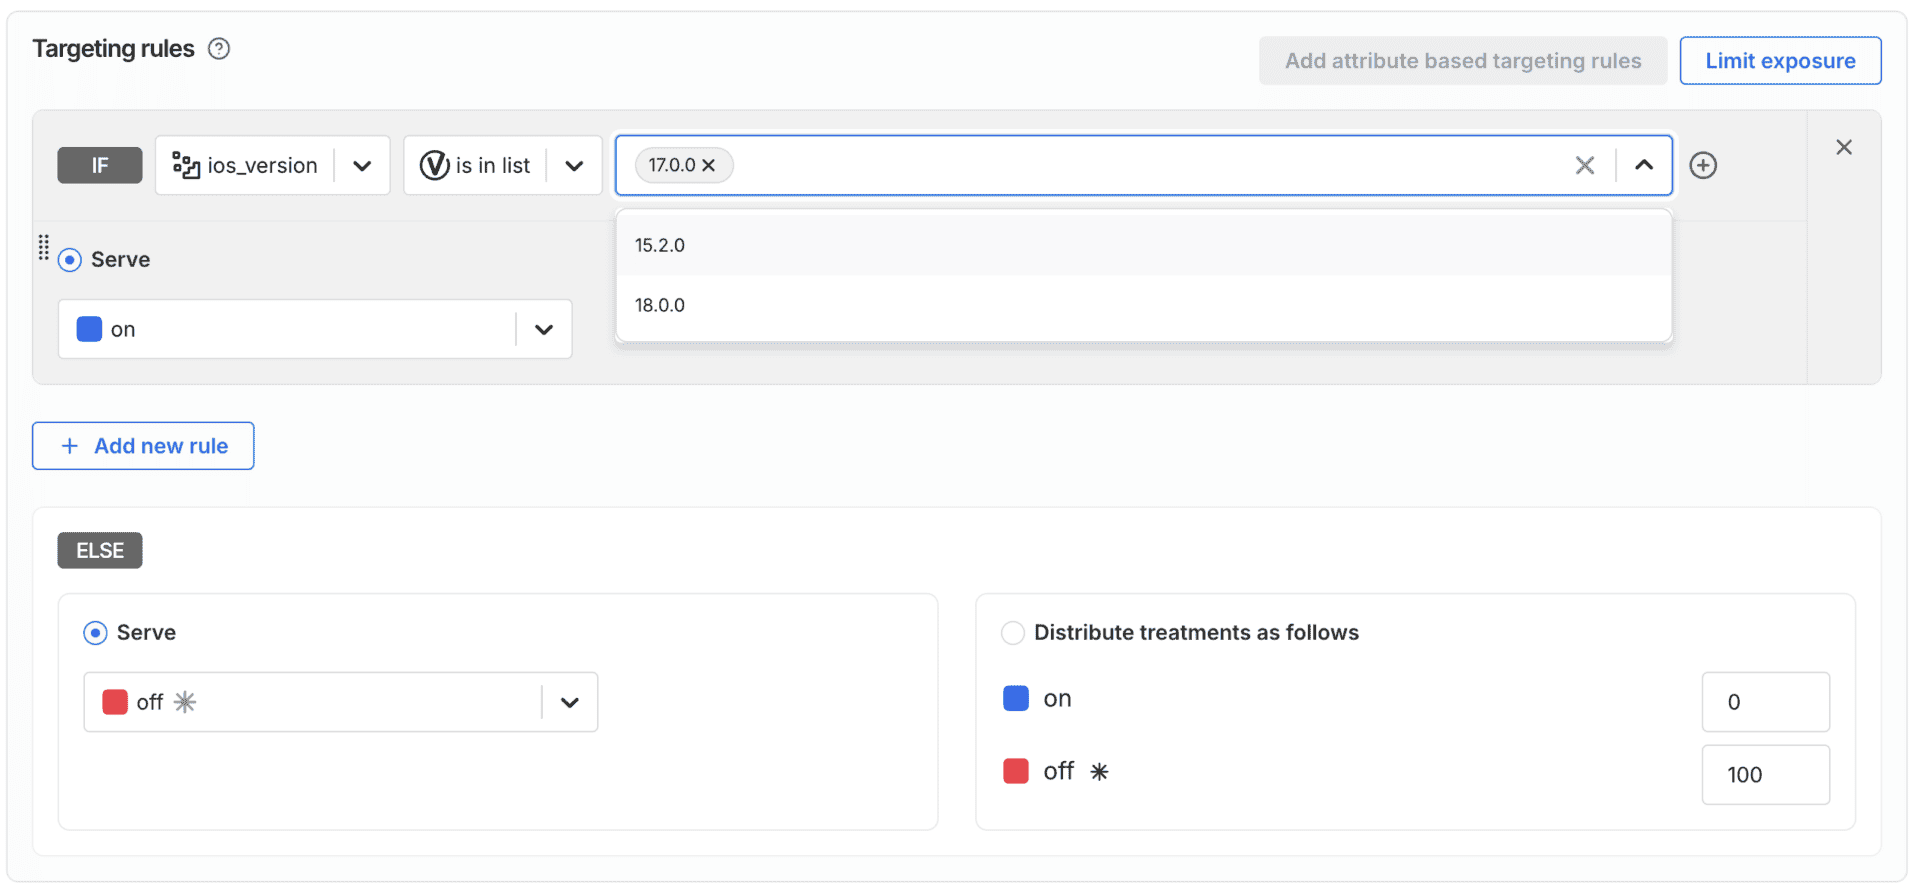 Targeting rules
Add attribute based targeting rules
Limit exposure
IF
ios_version
is in list
17.0.0
15.2.0
18.0.0
Serve
on
Add new rule
ELSE
Serve
off
Distribute treatments as follows
on
0
off
100